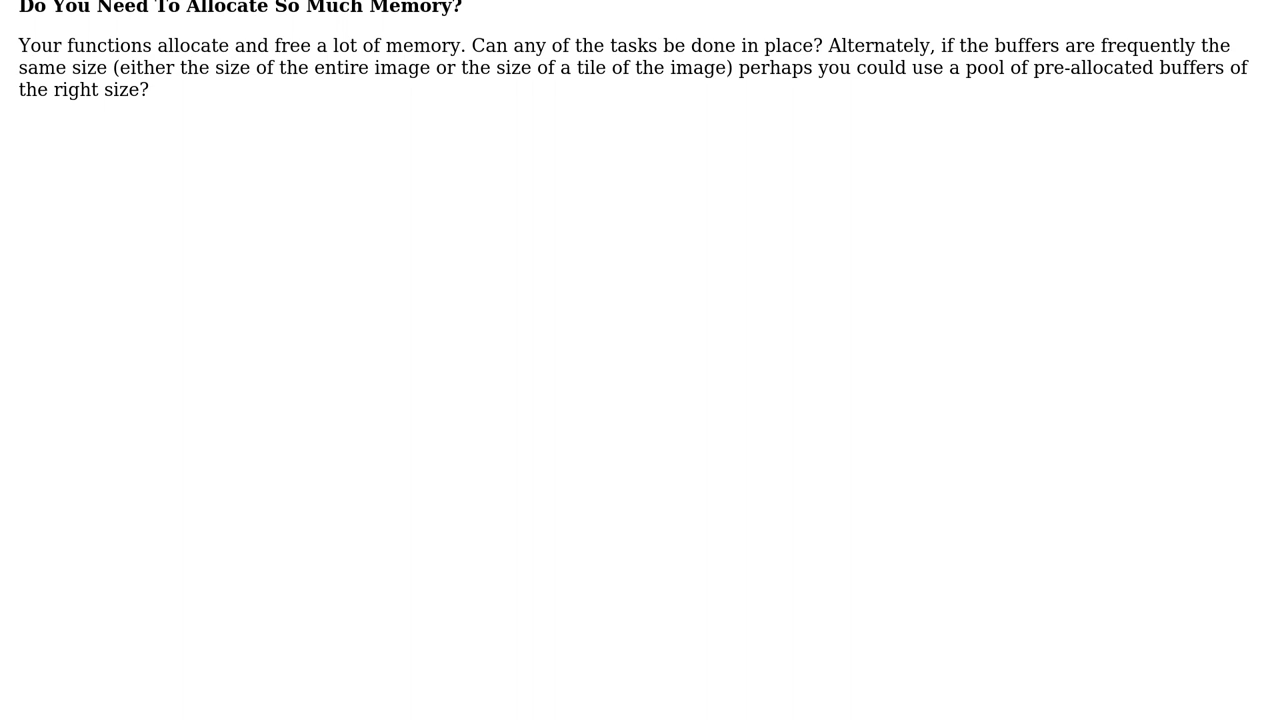 Do You Need To Allocate So Much Memory?
Your functions allocate and free a lot of memory. Can any of the tasks be done in place? Alternately, if the buffers are frequently the
same size (either the size of the entire image or the size of a tile of the image) perhaps you could use a pool of pre-allocated buffers of
the right size?